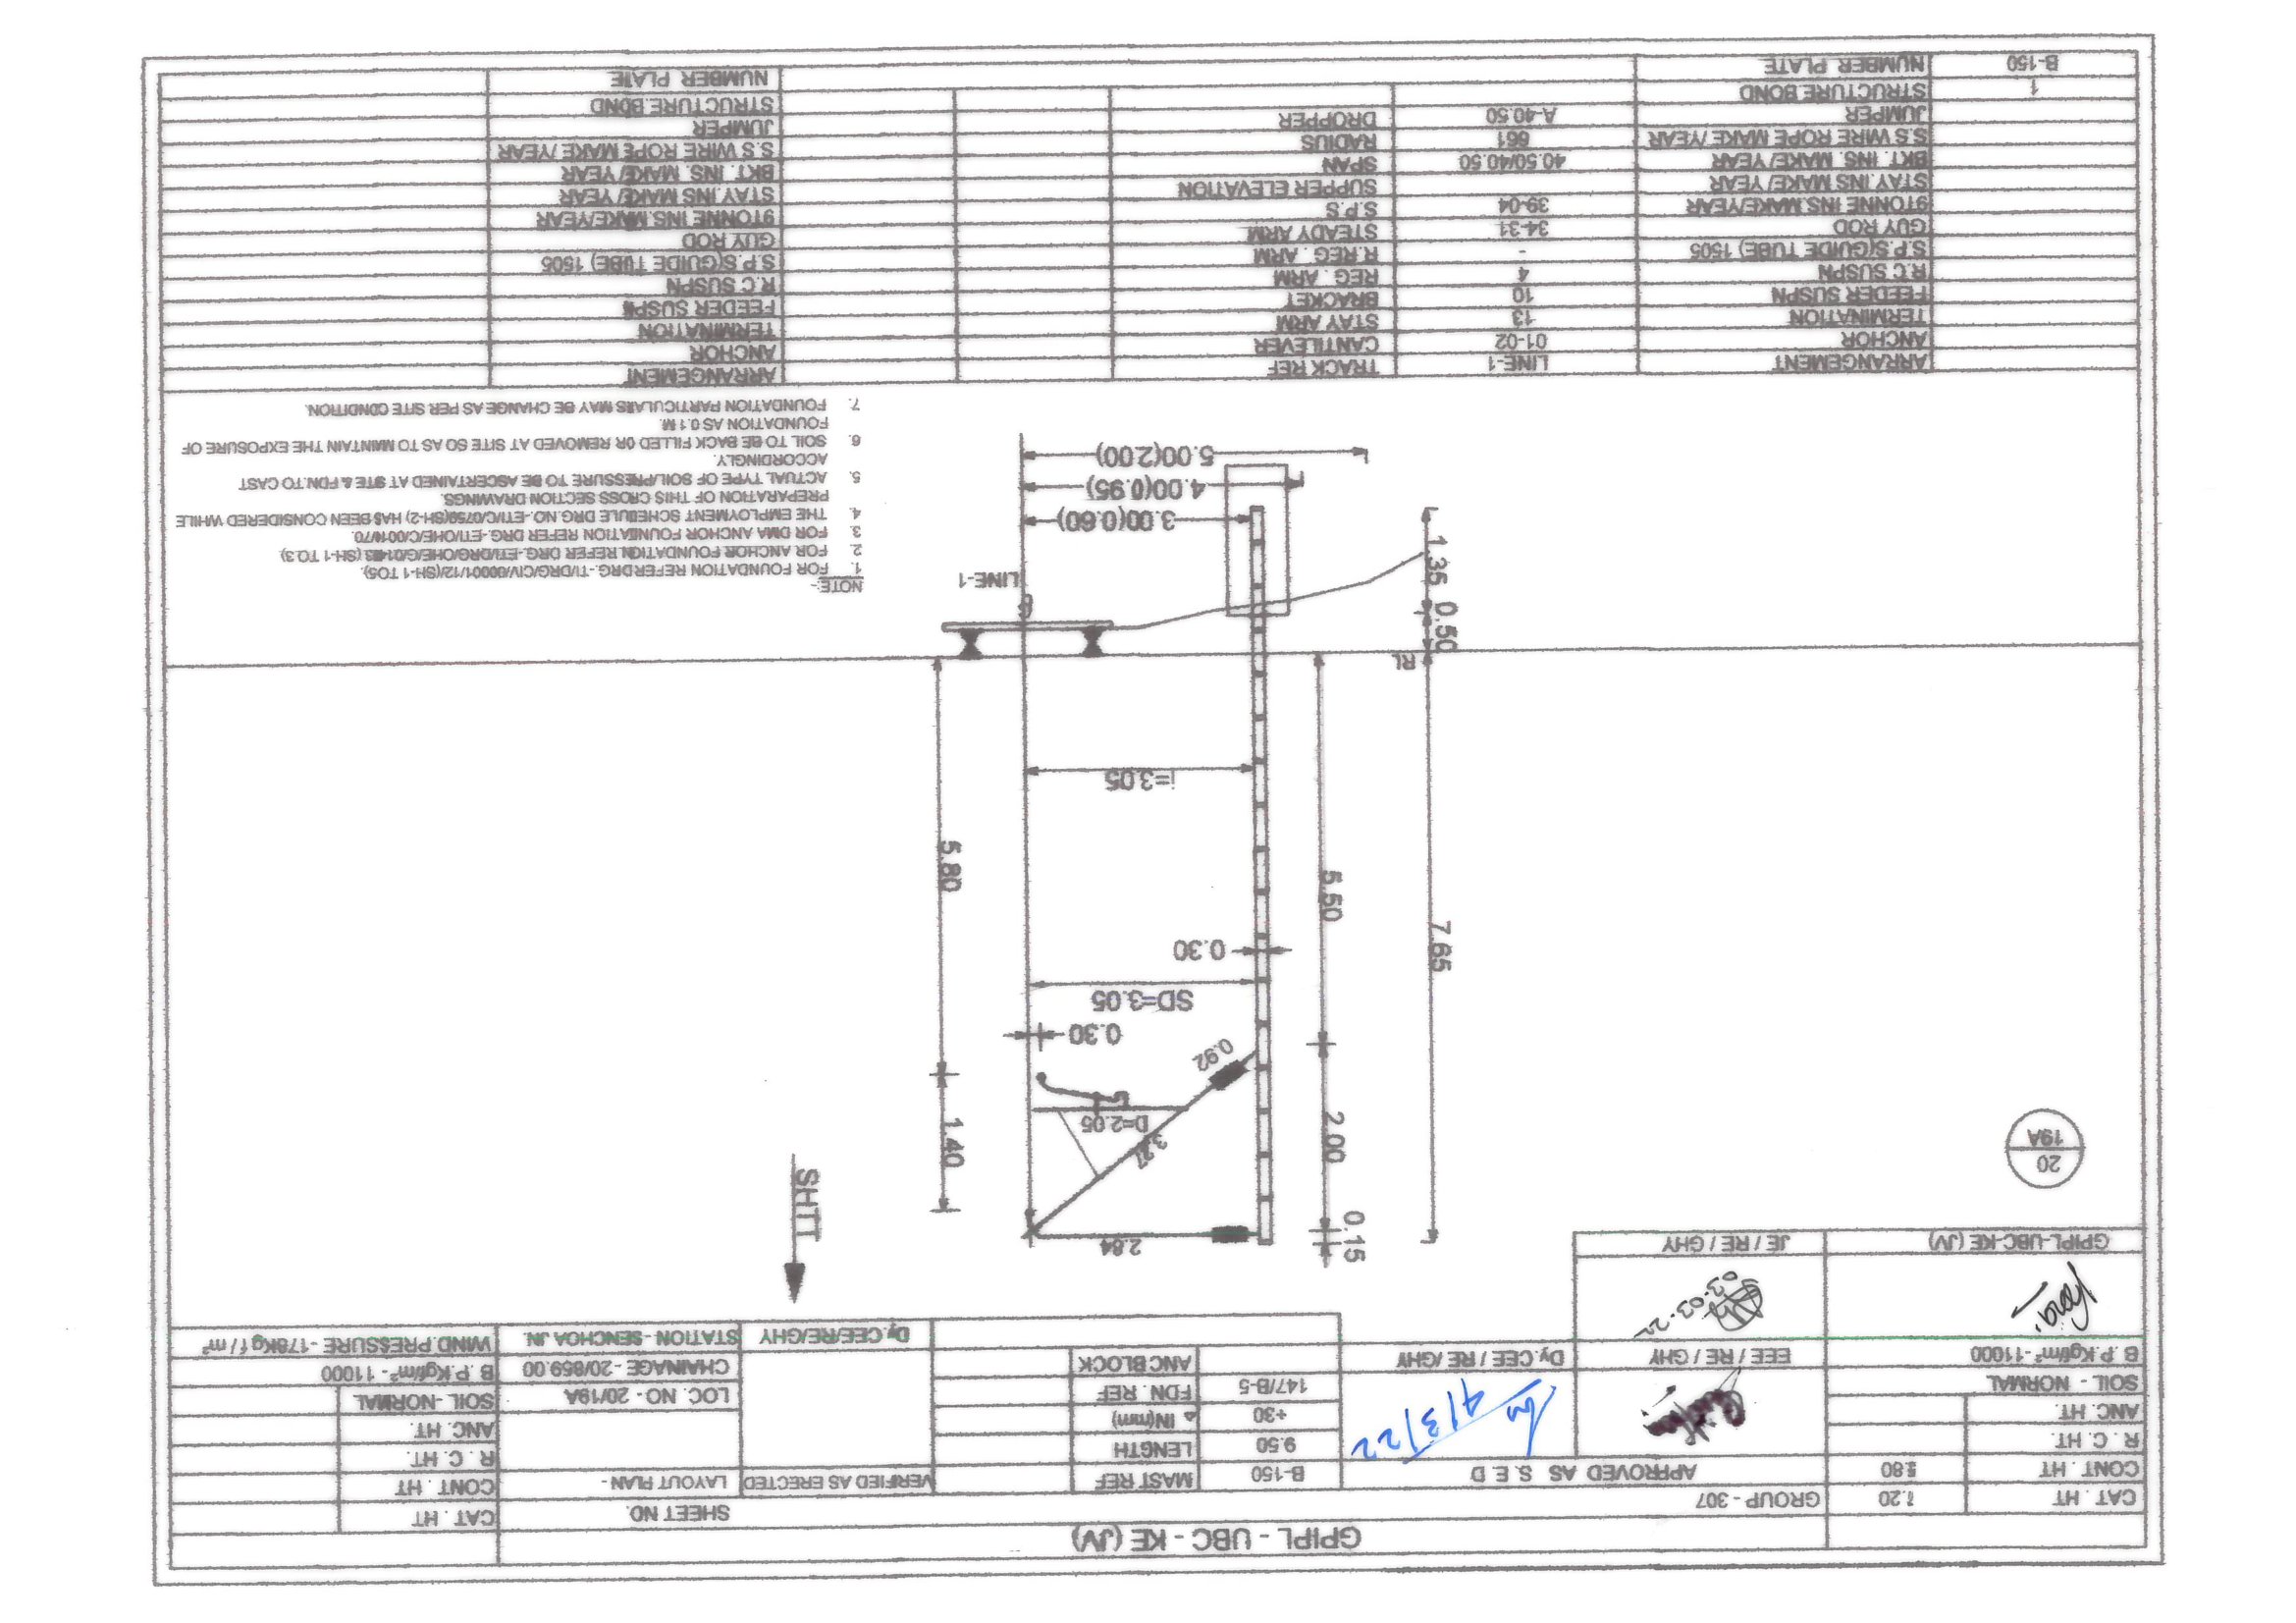 GPIPL - UBC - KE (JV)
CAT . HT 7.20
CONT . HT 5.80
R . C. HT.
ANC. HT.
SOIL - NORMAL
B .P.Kgf/m² -11000
GPIPL-UBC-KE (JV)
GROUP - 307
APPROVED AS S. E. D
4/3/22
EEE / RE / GHY
Dy.CEE / RE /GHY
03-03-22
JE / RE / GHY
B-150 MAST REF
9.50 LENGTH
+30 △ IN(mm)
147/B-5 FDN . REF
ANC BLOCK
VERIFIED AS ERECTED
Dy.CEE/RE/GHY
SHEET NO.
LAYOUT PLAN -
LOC. NO - 20/19A
CHAINAGE - 20/859.00
STATION - SENCHOA JN.
CAT . HT
CONT . HT
R . C. HT.
ANC. HT.
SOIL -NORMAL
B .P.Kgf/m² - 11000
WIND.PRESSURE -178Kg f / m²
20
19A
SHTT
0.15
2.84
2.00
3.27
D=2.05
1.40
0.92
0.30
SD=3.05
0.30
7.65
5.50
5.80
i=3.05
RL
0.50
1.35
LINE-1
3.00(0.60)
4.00(0.95)
5.00(2.00)
NOTE:-
1. FOR FOUNDATION REFER DRG.-TI/DRG/CIV/00001/12/(SH-1 TO5).
2. FOR ANCHOR FOUNDATION REFER DRG.-ETI/DRG/OHE/G/01403 (SH-1 TO 3)
3. FOR DMA ANCHOR FOUNDATION REFER DRG.-ETI/OHE/C/0014/70.
4. THE EMPLOYMENT SCHEDULE DRG.NO.-ETI/C/0759(SH-2) HAS BEEN CONSIDERED WHILE
PREPARATION OF THIS CROSS SECTION DRAWINGS.
5. ACTUAL TYPE OF SOIL/PRESSURE TO BE ASCERTAINED AT SITE & FDN.TO CAST
ACCORDINGLY.
6. SOIL TO BE BACK FILLED OR REMOVED AT SITE SO AS TO MAINTAIN THE EXPOSURE OF
FOUNDATION AS 0.1 M.
7. FOUNDATION PARTICULARS MAY BE CHANGE AS PER SITE CONDITION.
ARRANGEMENT LINE-1 TRACK REF ARRANGEMENT
ANCHOR 01-02 CANTILEVER ANCHOR
TERMINATION 13 STAY ARM TERMINATION
FEEDER SUSPN 10 BRACKET FEEDER SUSPN
R.C SUSPN 4 REG . ARM R.C SUSPN
S.P.S(GUIDE TUBE) 1505 - R.REG . ARM S.P.S(GUIDE TUBE) 1505
GUY ROD 34-31 STEADY ARM GUY ROD
9TONNE INS.MAKE/YEAR 39-04 S.P.S 9TONNE INS.MAKE/YEAR
STAY.INS MAKE/ YEAR SUPPER ELEVATION STAY.INS MAKE/ YEAR
BKT. INS. MAKE/ YEAR 40.50/40.50 SPAN BKT. INS. MAKE/ YEAR
S.S WIRE ROPE MAKE /YEAR 661 RADIUS S.S WIRE ROPE MAKE /YEAR
JUMPER A-40.50 DROPPER JUMPER
1 STRUCTURE.BOND STRUCTURE.BOND
B-150 NUMBER PLATE NUMBER PLATE